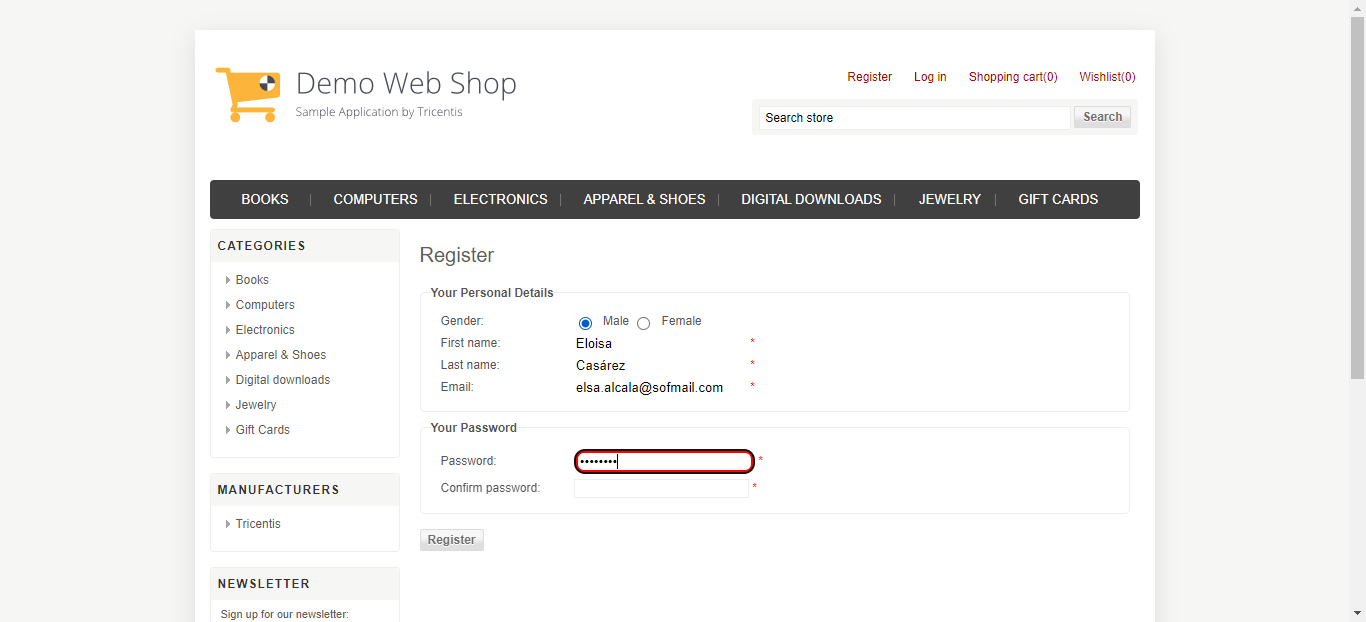 Demo Web Shop
Sample Application by Tricentis
Register Log in Shopping cart(0) Wishlist(0)
Search store Search
BOOKS COMPUTERS ELECTRONICS APPAREL & SHOES DIGITAL DOWNLOADS JEWELRY GIFT CARDS
CATEGORIES
Books
Computers
Electronics
Apparel & Shoes
Digital downloads
Jewelry
Gift Cards
MANUFACTURERS
Tricentis
NEWSLETTER
Sign up for our newsletter:
Register
Your Personal Details
Gender: Male Female
First name: Eloisa *
Last name: Casárez *
Email: elsa.alcala@sofmail.com *
Your Password
Password: •••••••• *
Confirm password: *
Register